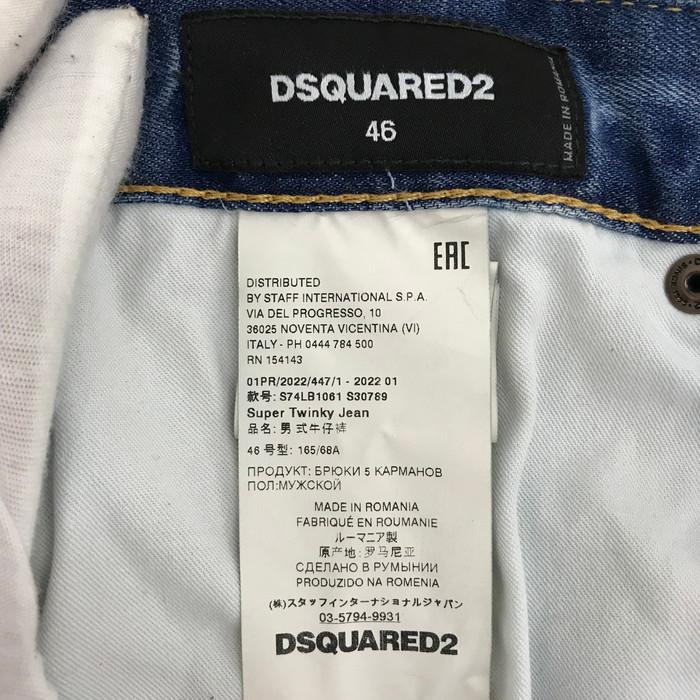 DSQUARED2
46
MADE IN ROMANIA
EAC
DISTRIBUTED
BY STAFF INTERNATIONAL S.P.A.
VIA DEL PROGRESSO, 10
36025 NOVENTA VICENTINA (VI)
ITALY - PH 0444 784 500
RN 154143
01PR/2022/447/1 - 2022 01
款号: S74LB1061 S30789
Super Twinky Jean
品名: 男 式牛仔裤
46 号型: 165/68A
ПРОДУКТ: БРЮКИ 5 КАРМАНОВ
ПОЛ:МУЖСКОЙ
MADE IN ROMANIA
FABRIQUÉ EN ROUMANIE
ルーマニア製
原产地: 罗马尼亚
СДЕЛАНО В РУМЫНИИ
PRODUZIDO NA ROMENIA
(株)スタッフインターナショナルジャパン
03-5794-9931
DSQUARED2